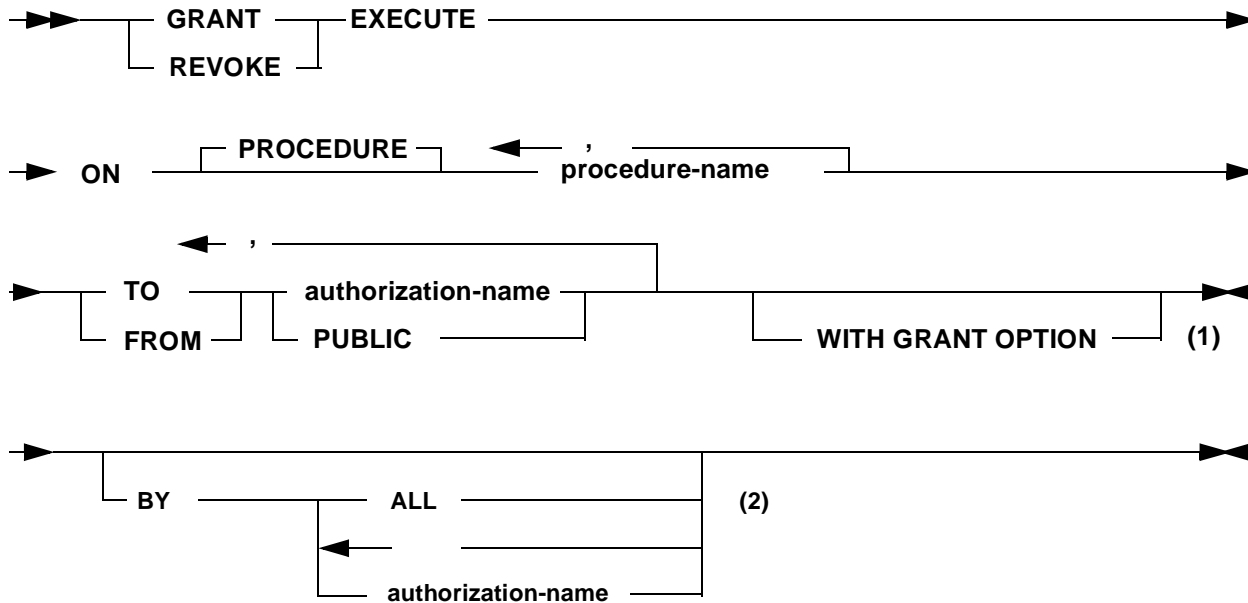 GRANT EXECUTE
REVOKE
PROCEDURE ,
ON procedure-name
,
TO authorization-name
FROM PUBLIC WITH GRANT OPTION (1)
BY ALL (2)
authorization-name